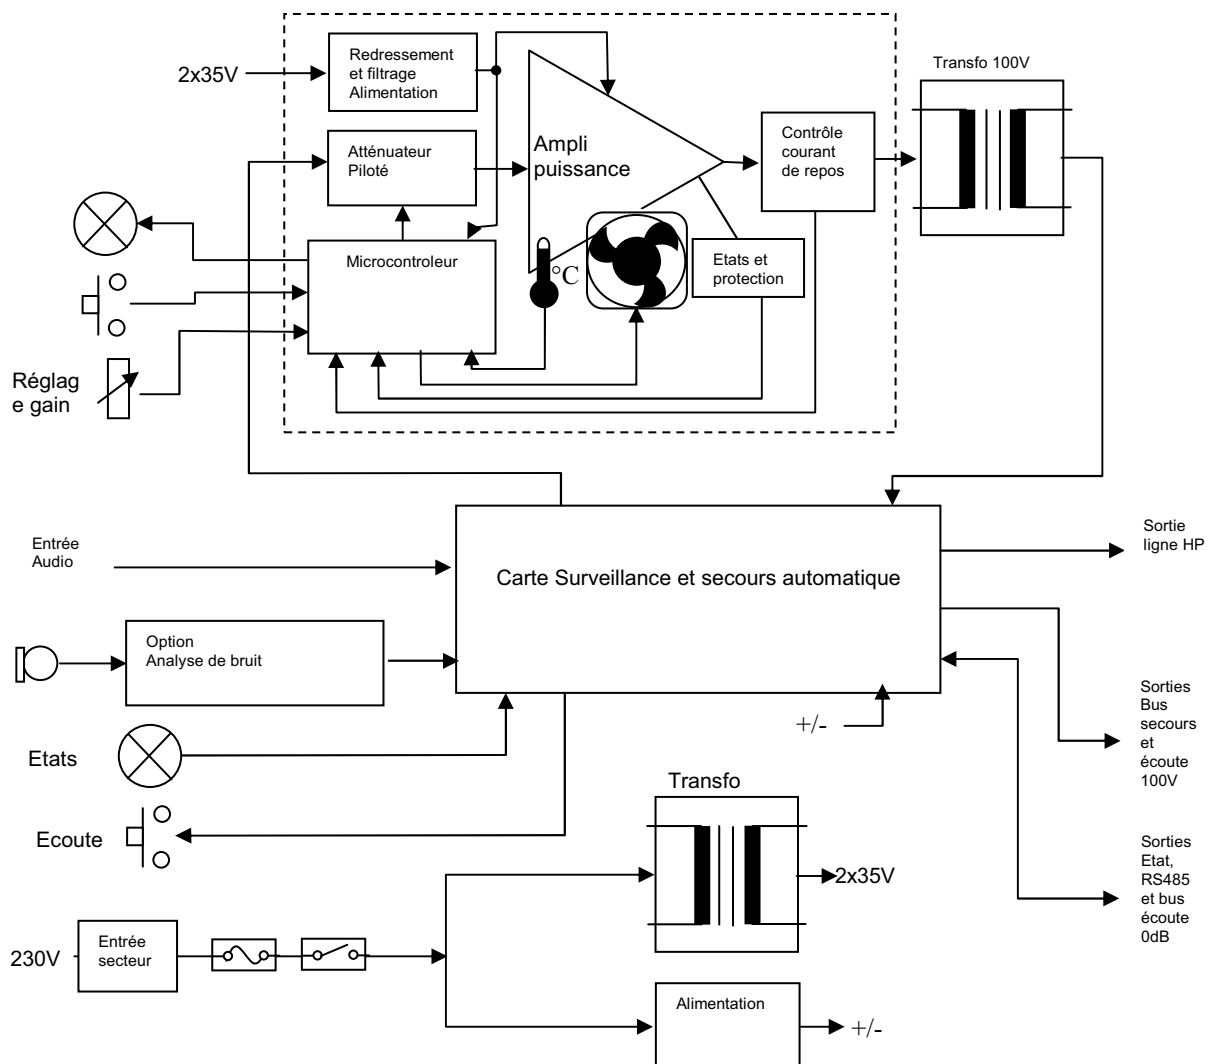 2x35V
Redressement
et filtrage
Alimentation
Transfo 100V
Atténuateur
Piloté
Ampli
puissance
Contrôle
courant
de repos
Microcontroleur
°C
Etats et
protection
Réglag
e gain
Entrée
Audio
Carte Surveillance et secours automatique
Sortie
ligne HP
Option
Analyse de bruit
+/-
Sorties
Bus
secours
et
écoute
100V
Etats
Transfo
Ecoute
2x35V
Sorties
Etat,
RS485
et bus
écoute
0dB
230V
Entrée
secteur
Alimentation
+/-